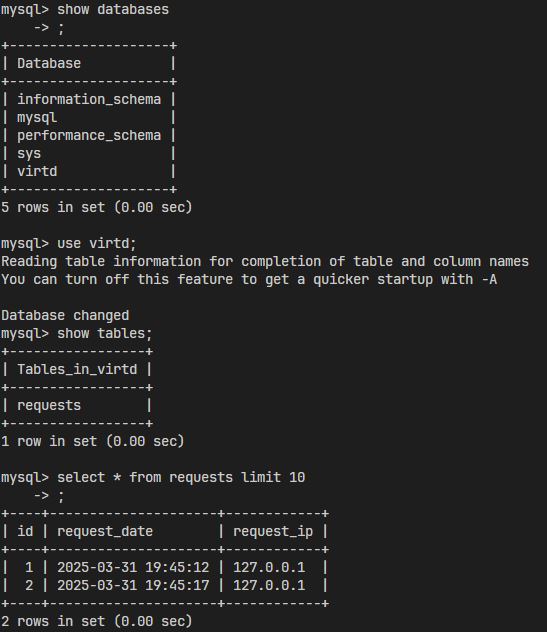 mysql> show databases
    -> ;
+--------------------+
| Database           |
+--------------------+
| information_schema |
| mysql              |
| performance_schema |
| sys                |
| virtd              |
+--------------------+
5 rows in set (0.00 sec)

mysql> use virtd;
Reading table information for completion of table and column names
You can turn off this feature to get a quicker startup with -A

Database changed
mysql> show tables;
+-----------------+
| Tables_in_virtd |
+-----------------+
| requests        |
+-----------------+
1 row in set (0.00 sec)

mysql> select * from requests limit 10
    -> ;
+----+---------------------+------------+
| id | request_date        | request_ip |
+----+---------------------+------------+
|  1 | 2025-03-31 19:45:12 | 127.0.0.1  |
|  2 | 2025-03-31 19:45:17 | 127.0.0.1  |
+----+---------------------+------------+
2 rows in set (0.00 sec)